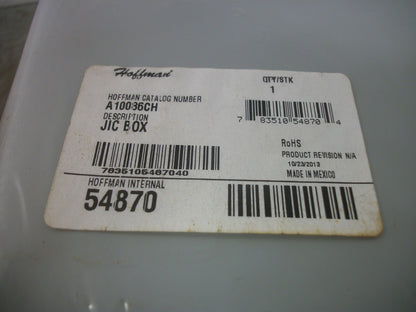 Hoffman
QTY/STK
1
HOFFMAN CATALOG NUMBER
A10086CH
DESCRIPTION
JIC BOX
7 83510 54870 4
RoHS
PRODUCT REVISION N/A
10/23/2013
MADE IN MEXICO
7835105487040
HOFFMAN INTERNAL
54870